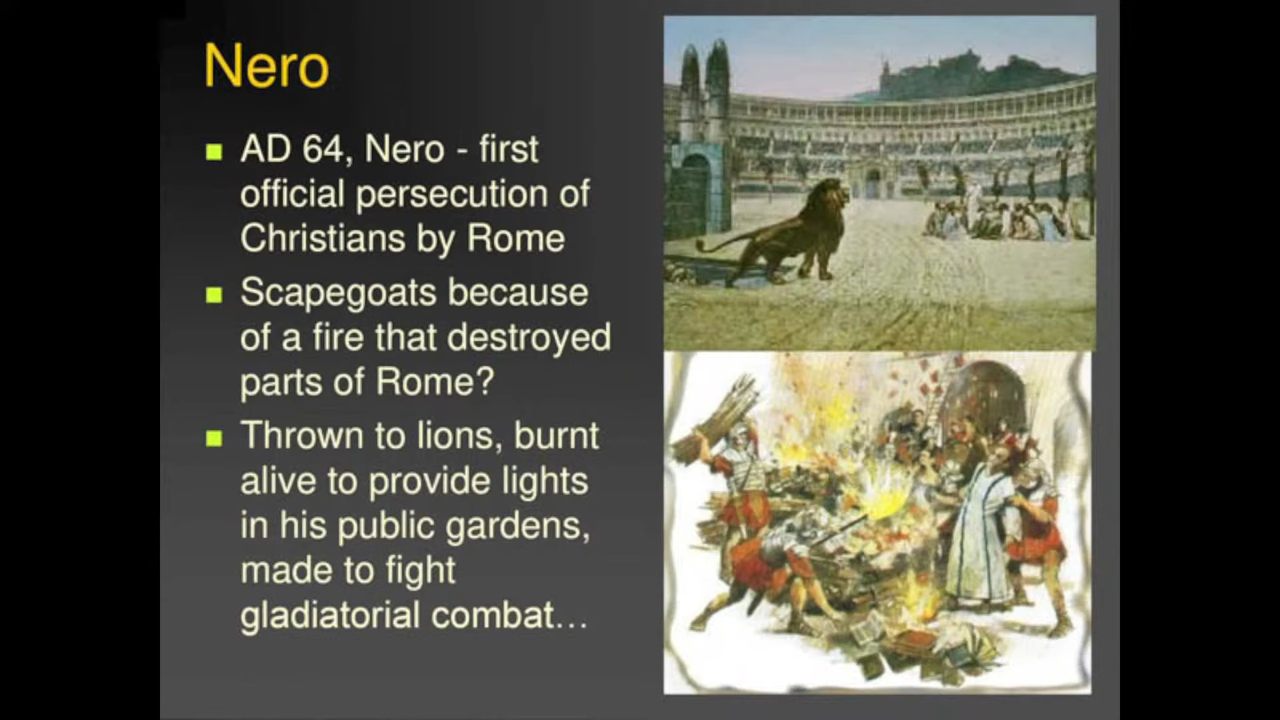 Nero
AD 64, Nero - first
official persecution of
Christians by Rome
Scapegoats because
of a fire that destroyed
parts of Rome?
Thrown to lions, burnt
alive to provide lights
in his public gardens,
made to fight
gladiatorial combat…